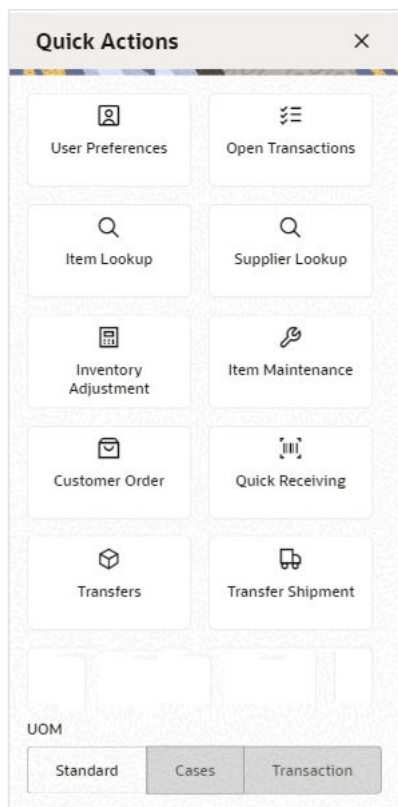 Quick Actions
User Preferences
Open Transactions
Item Lookup
Supplier Lookup
Inventory
Adjustment
Item Maintenance
Customer Order
Quick Receiving
Transfers
Transfer Shipment
UOM
Standard
Cases
Transaction